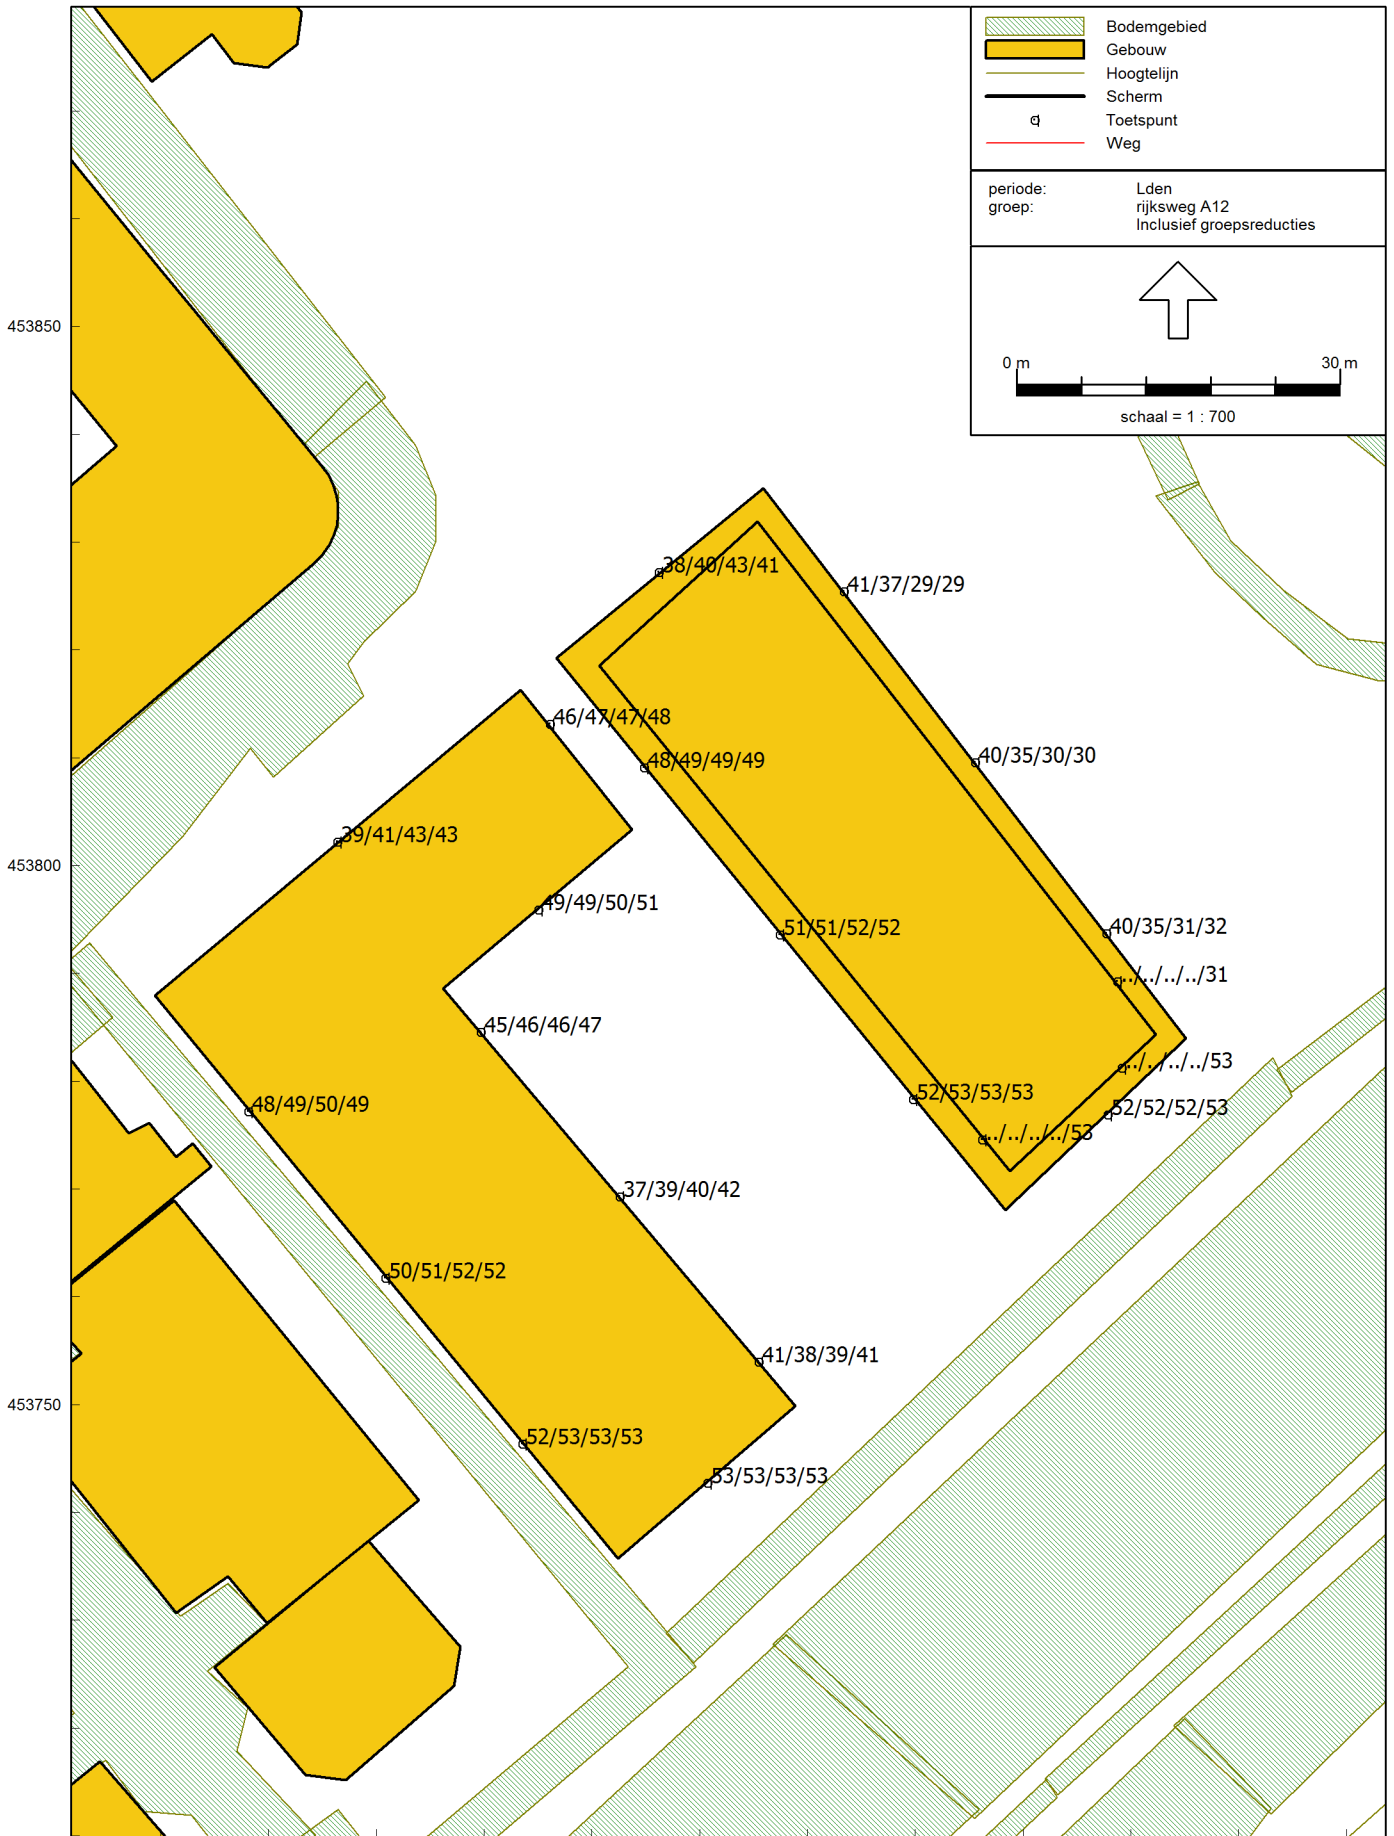 Bodemgebied
Gebouw
Hoogtelijn
Scherm
Toetspunt
Weg
periode: Lden
groep: rijksweg A12
Inclusief groepsreducties
0 m 30 m
schaal = 1 : 700
453850
38/40/43/41
41/37/29/29
46/47/47/48
48/49/49/49
40/35/30/30
39/41/43/43
453800
49/49/50/51
51/51/52/52
40/35/31/32
../../../../31
45/46/46/47
../../../../53
48/49/50/49
52/53/53/53
52/52/52/53
../../../../53
37/39/40/42
50/51/52/52
41/38/39/41
453750
52/53/53/53
53/53/53/53